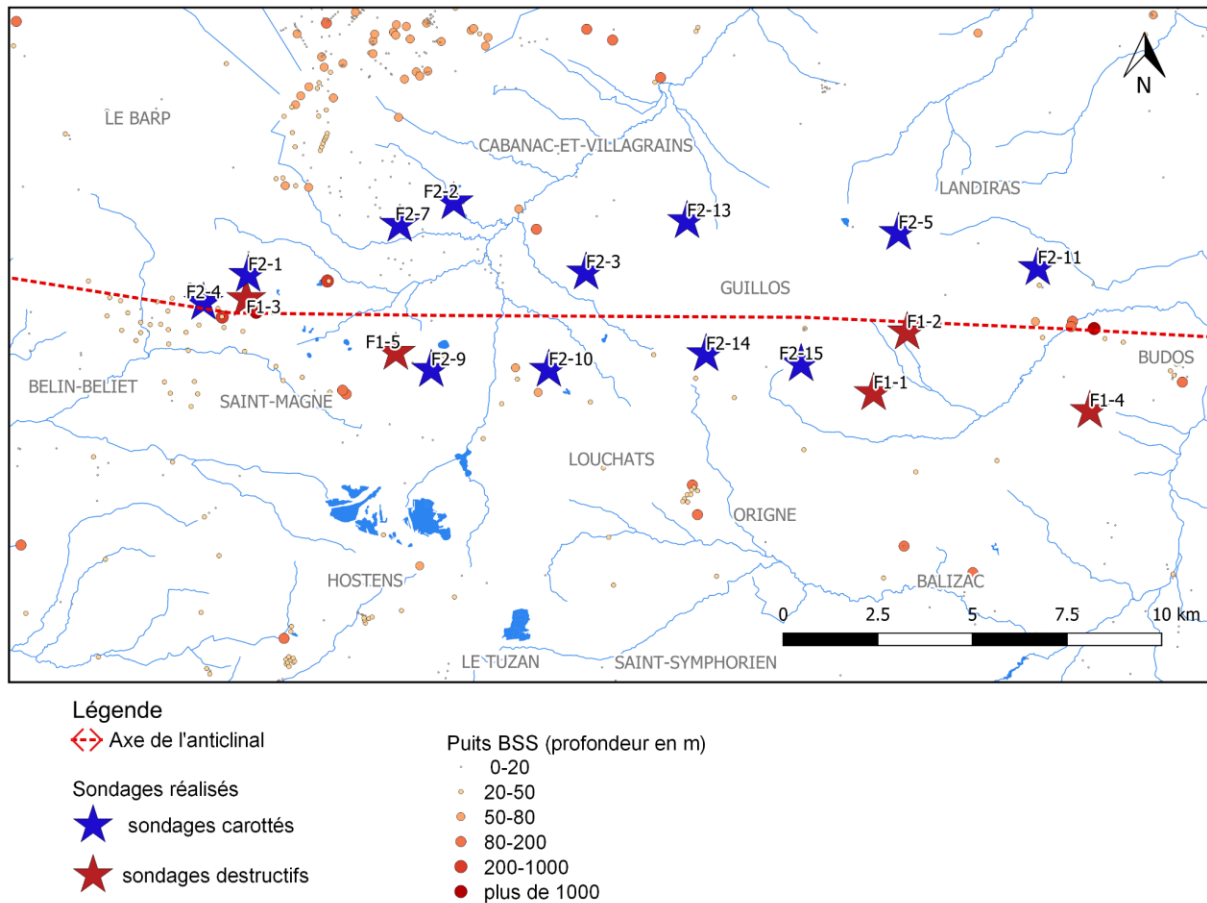 N
LE BARP
CABANAC-ET-VILLAGRAINS
LANDIRAS
F2-2
F2-7
F2-13
F2-5
F2-1
F2-3
F2-11
F2-4
F1-3
GUILLOS
F1-2
F1-5
F2-9
F2-10
F2-14
F2-15
BUDOS
BELIN-BELIET
SAINT-MAGNE
F1-1
F1-4
LOUCHATS
ORIGNE
HOSTENS
BALIZAC
0 2.5 5 7.5 10 km
LE TUZAN
SAINT-SYMPHORIEN
Légende
Axe de l'anticlinal
Sondages réalisés
sondages carottés
sondages destructifs
Puits BSS (profondeur en m)
0-20
20-50
50-80
80-200
200-1000
plus de 1000